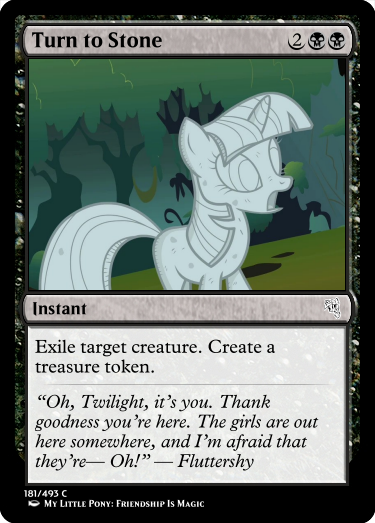 Turn to Stone 2
Instant
Exile target creature. Create a
treasure token.
“Oh, Twilight, it’s you. Thank
goodness you’re here. The girls are out
here somewhere, and I’m afraid that
they’re— Oh!” — Fluttershy
181/493 C
My Little Pony: Friendship Is Magic